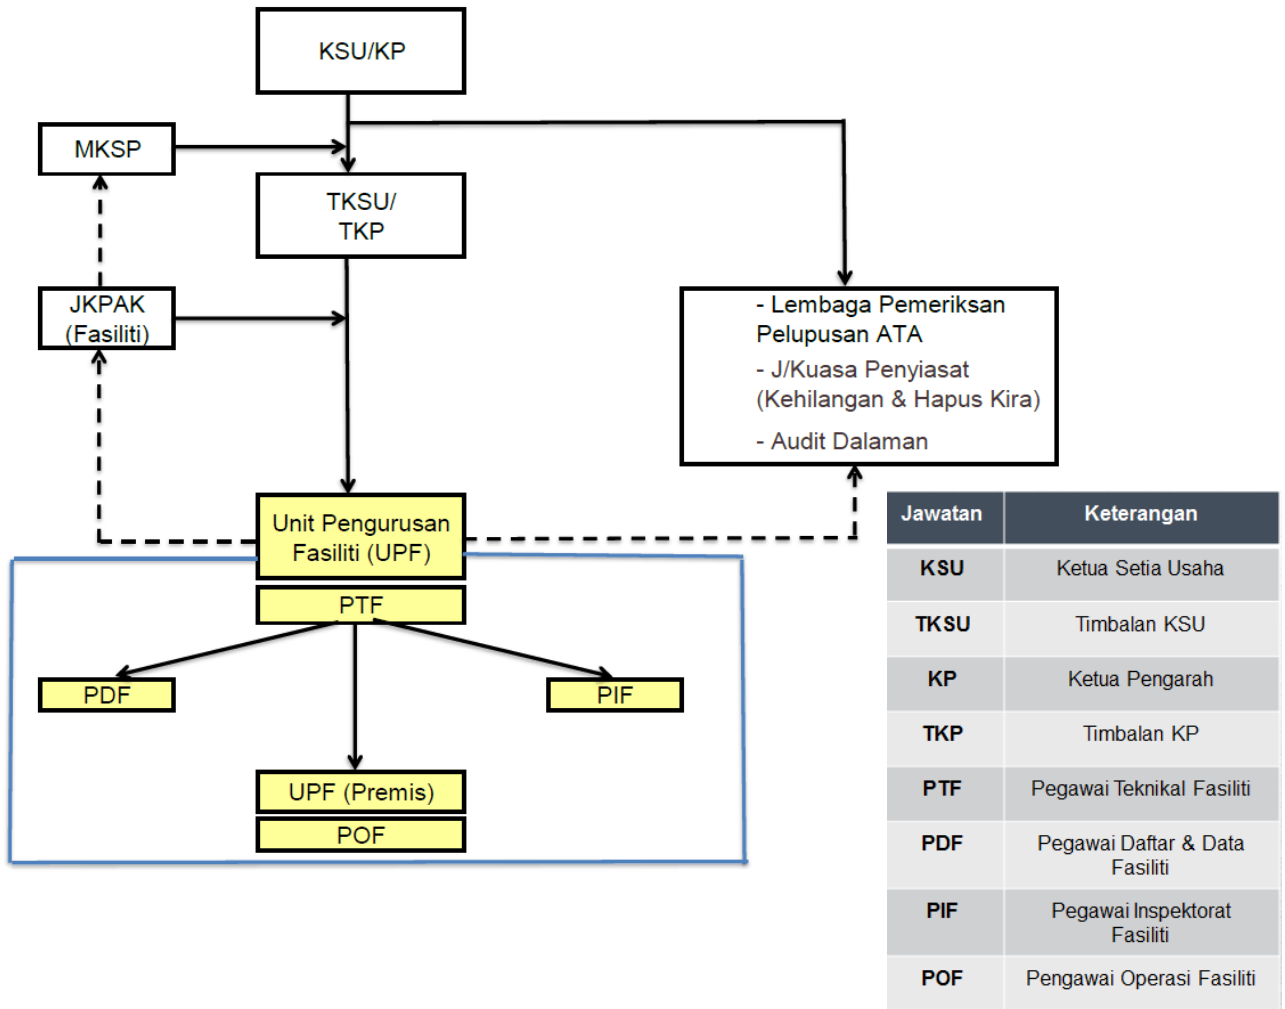 KSU/KP
MKSP
TKSU/
TKP
JKPAK
(Fasiliti)
- Lembaga Pemeriksan
Pelupusan ATA
- J/Kuasa Penyiasat
(Kehilangan & Hapus Kira)
- Audit Dalaman
Unit Pengurusan
Fasiliti (UPF)
PTF
PDF
PIF
UPF (Premis)
POF
Jawatan Keterangan
KSU Ketua Setia Usaha
TKSU Timbalan KSU
KP Ketua Pengarah
TKP Timbalan KP
PTF Pegawai Teknikal Fasiliti
PDF Pegawai Daftar & Data
Fasiliti
PIF Pegawai Inspektorat
Fasiliti
POF Pengawai Operasi Fasiliti